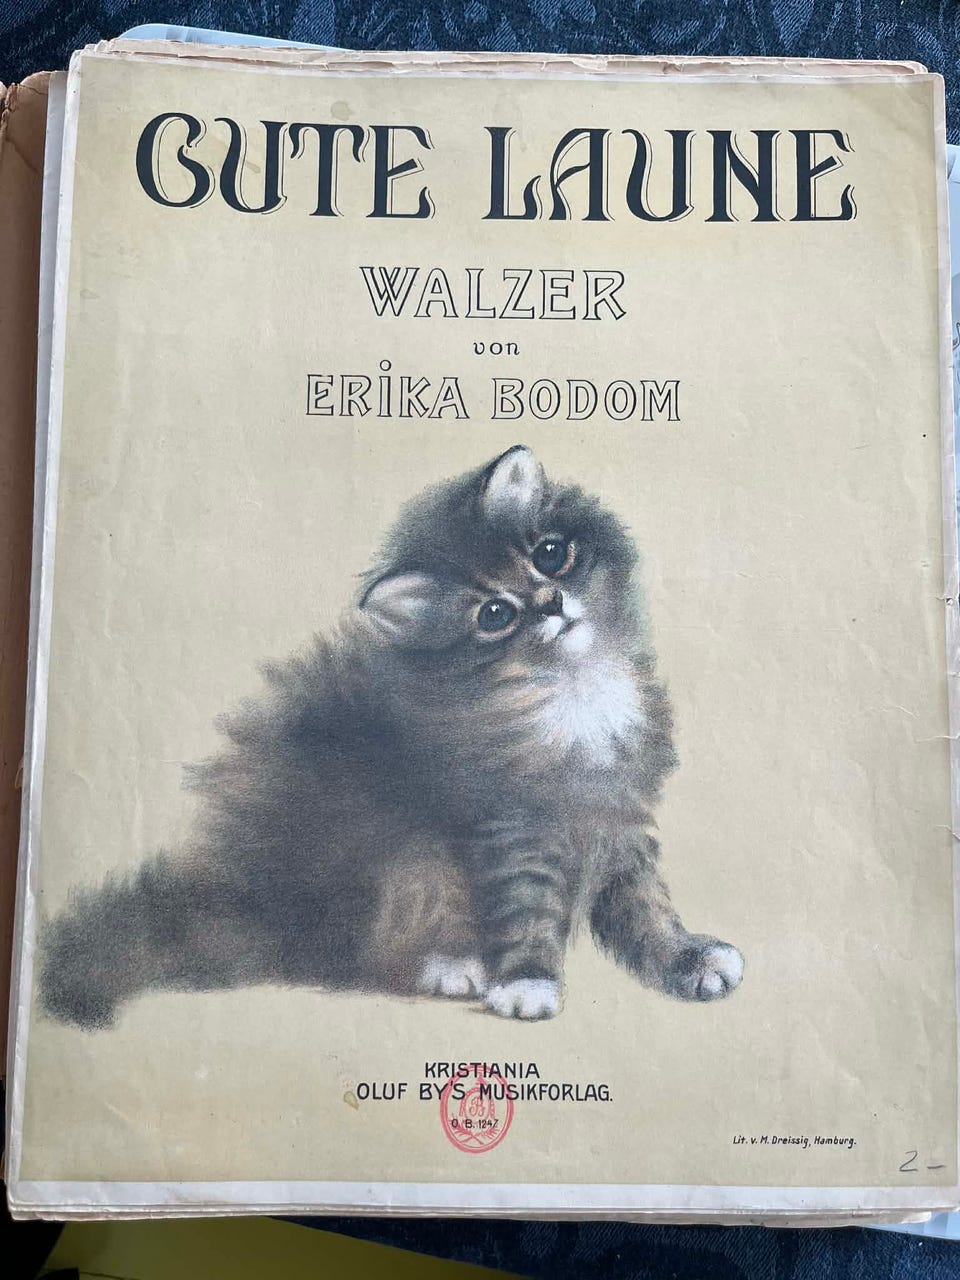 GUTE LAUNE
WALZER
von
ERIKA BODOM
KRISTIANIA
OLUF BY'S MUSIKFORLAG.
O. B. 1247
Lit. v. M. Dreissig, Hamburg.
2 –